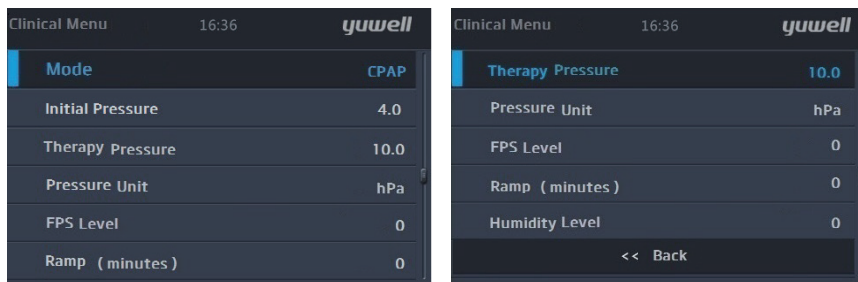 Clinical Menu 16:36 yuwell
Mode CPAP
Initial Pressure 4.0
Therapy Pressure 10.0
Pressure Unit hPa
FPS Level 0
Ramp ( minutes ) 0
Clinical Menu 16:36 yuwell
Therapy Pressure 10.0
Pressure Unit hPa
FPS Level 0
Ramp ( minutes ) 0
Humidity Level 0
<< Back